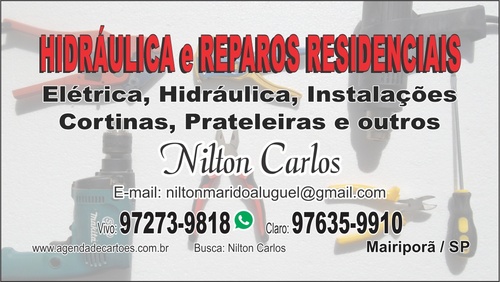 HIDRÁULICA e REPAROS RESIDENCIAIS
Elétrica, Hidráulica, Instalações
Cortinas, Prateleiras e outros
Nilton Carlos
E-mail: niltonmaridoaluguel@gmail.com
Vivo: 97273-9818 Claro: 97635-9910
www.agendadecartoes.com.br Busca: Nilton Carlos Mairiporã / SP
makita